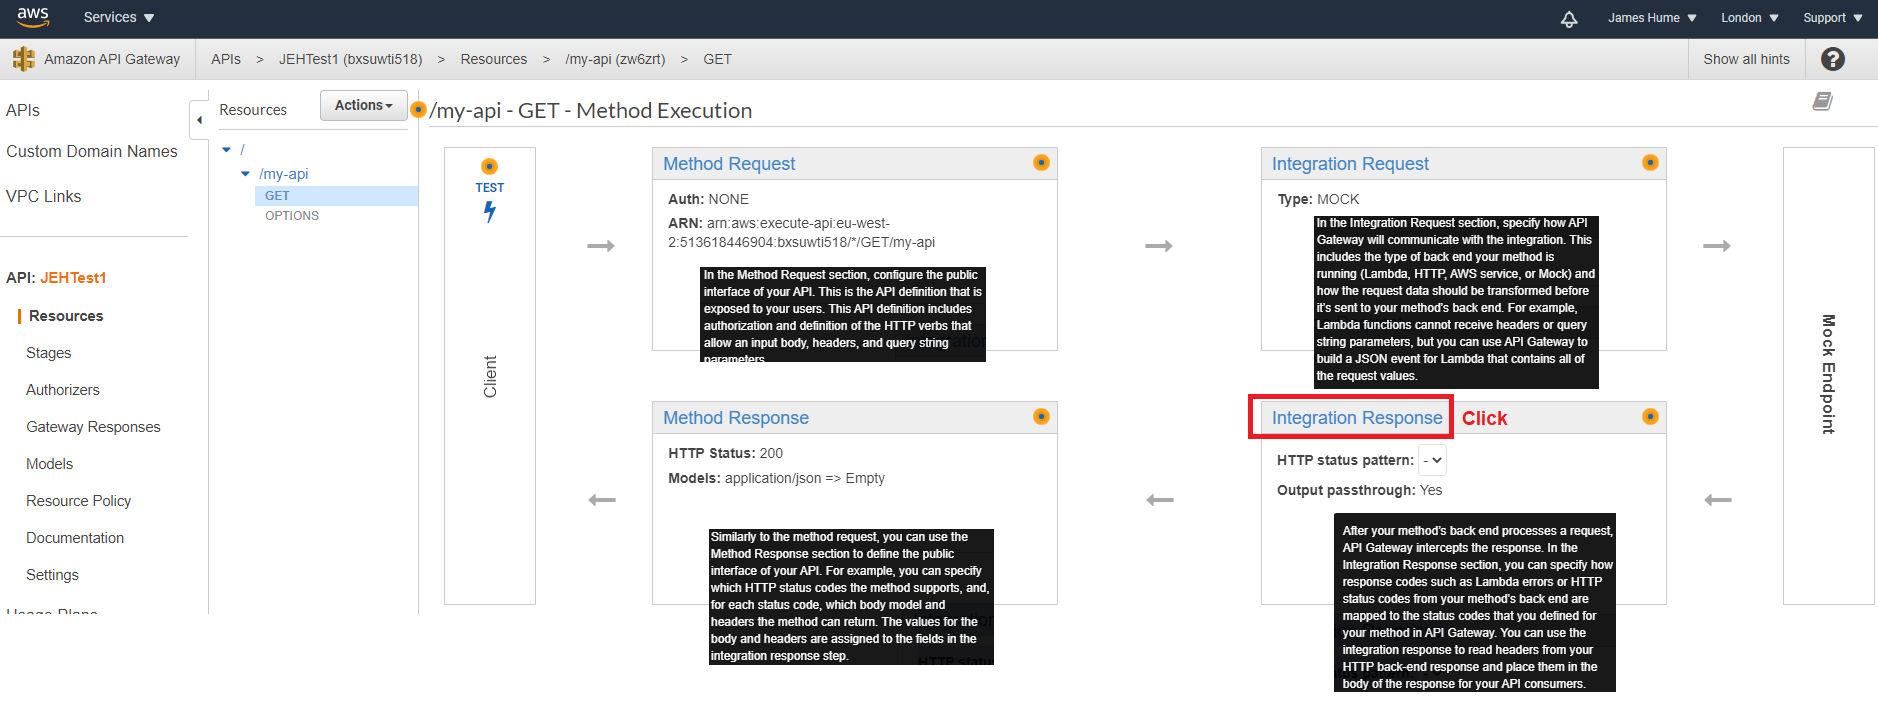 aws
Services
James Hume
London
Support
Amazon API Gateway
APIs > JEHTest1 (bxsuwti518) > Resources > /my-api (zw6zrt) > GET
Show all hints
?
APIs
Custom Domain Names
VPC Links
API: JEHTest1
Resources
Stages
Authorizers
Gateway Responses
Models
Resource Policy
Documentation
Settings
Usage Plans
Resources
Actions
/
/my-api
GET
OPTIONS
/my-api - GET - Method Execution
TEST
Client
Method Request
Auth: NONE
ARN: arn:aws:execute-api:eu-west-
2:513618446904:bxsuwti518/*/GET/my-api
In the Method Request section, configure the public
interface of your API. This is the API definition that is
exposed to your users. This API definition includes
authorization and definition of the HTTP verbs that
allow an input body, headers, and query string
parameters.
Integration Request
Type: MOCK
In the Integration Request section, specify how API
Gateway will communicate with the integration. This
includes the type of back end your method is
running (Lambda, HTTP, AWS service, or Mock) and
how the request data should be transformed before
it's sent to your method's back end. For example,
Lambda functions cannot receive headers or query
string parameters, but you can use API Gateway to
build a JSON event for Lambda that contains all of
the request values.
Method Response
HTTP Status: 200
Models: application/json => Empty
Similarly to the method request, you can use the
Method Response section to define the public
interface of your API. For example, you can specify
which HTTP status codes the method supports, and,
for each status code, which body model and
headers the method can return. The values for the
body and headers are assigned to the fields in the
integration response step.
Integration Response
Click
HTTP status pattern: -
Output passthrough: Yes
After your method's back end processes a request,
API Gateway intercepts the response. In the
Integration Response section, you can specify how
response codes such as Lambda errors or HTTP
status codes from your method's back end are
mapped to the status codes that you defined for
your method in API Gateway. You can use the
integration response to read headers from your
HTTP back-end response and place them in the
body of the response for your API consumers.
Mock Endpoint